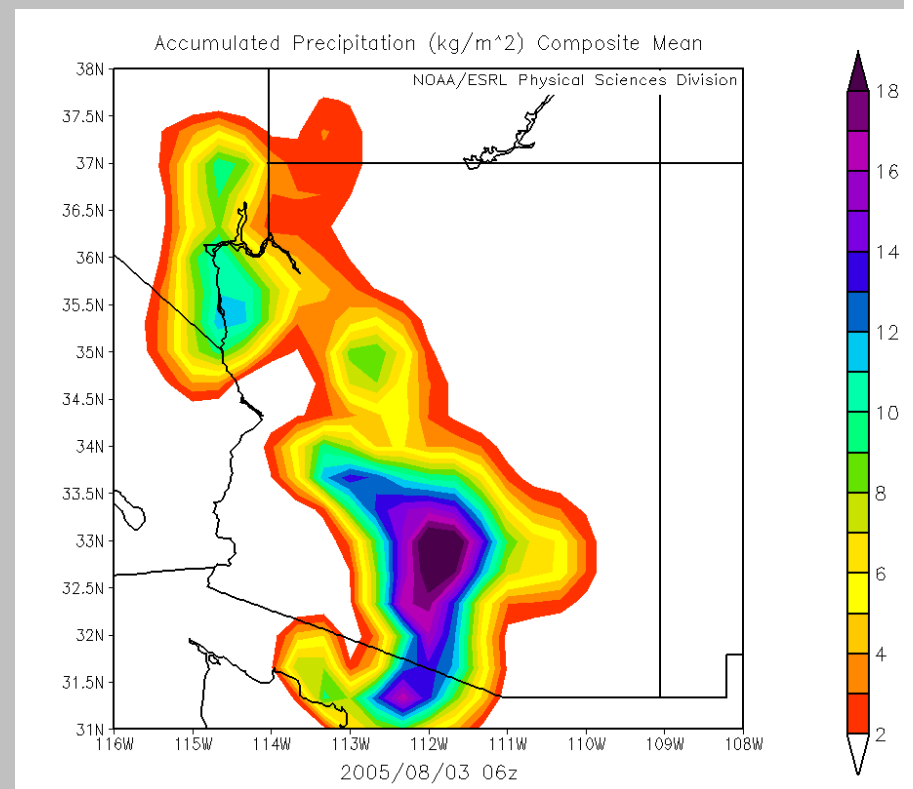 Accumulated Precipitation (kg/m^2) Composite Mean
NOAA/ESRL Physical Sciences Division
38N
37.5N
37N
36.5N
36N
35.5N
35N
34.5N
34N
33.5N
33N
32.5N
32N
31.5N
31N
116W 115W 114W 113W 112W 111W 110W 109W 108W
2005/08/03 06z
18
16
14
12
10
8
6
4
2